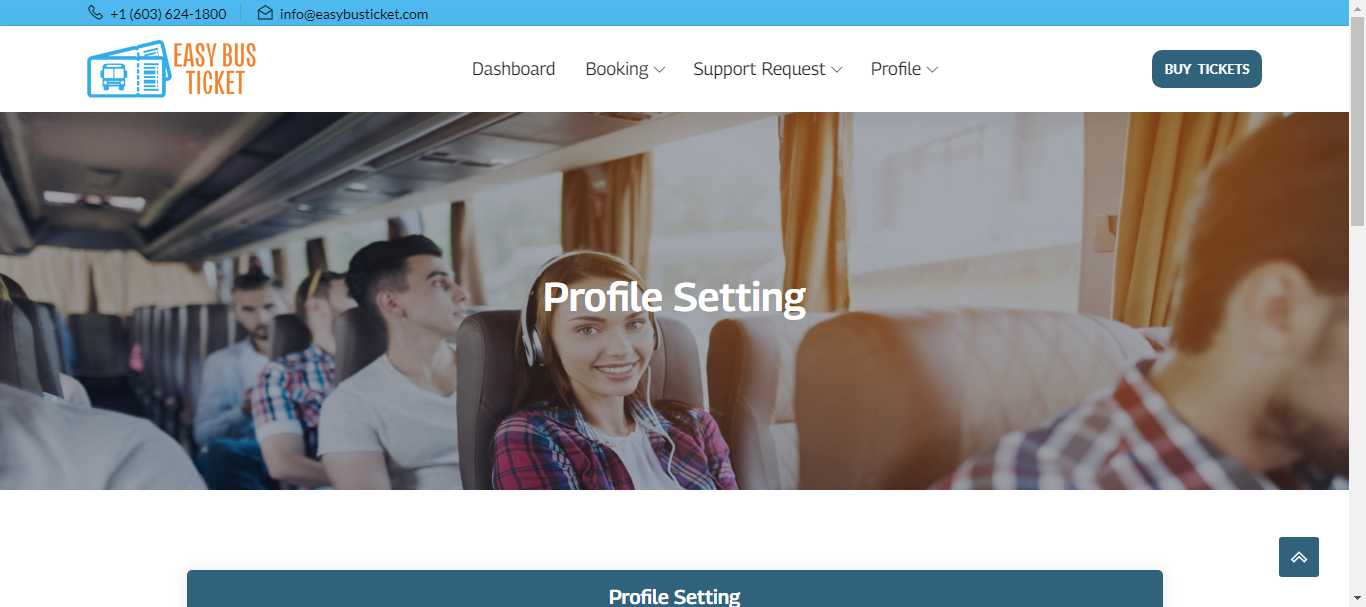 +1 (603) 624-1800 info@easybusticket.com
EASY BUS
TICKET
Dashboard Booking Support Request Profile
BUY TICKETS
Profile Setting
Profile Setting